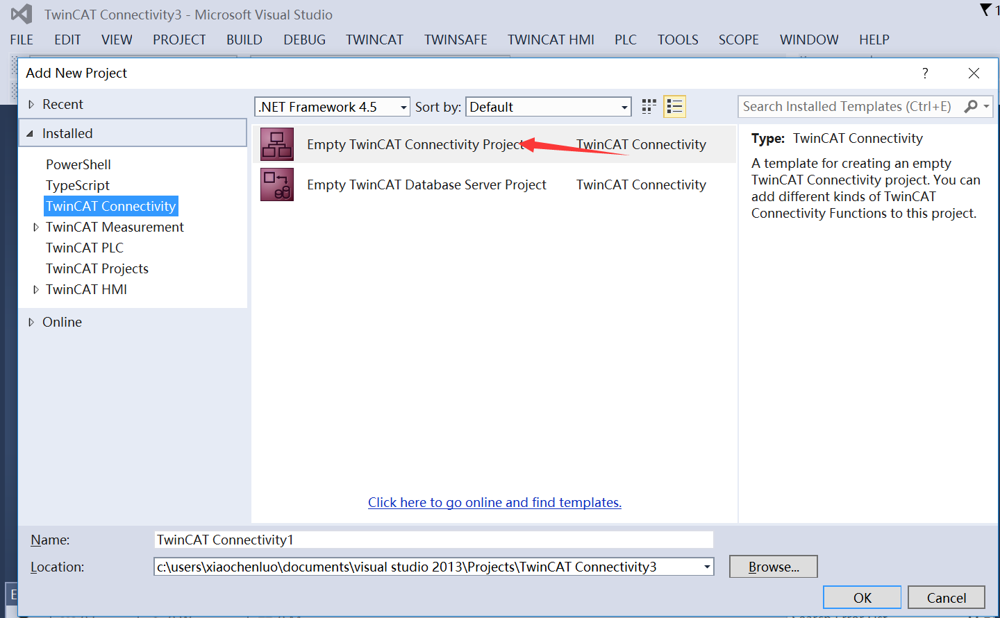 TwinCAT Connectivity3 - Microsoft Visual Studio
1
FILE EDIT VIEW PROJECT BUILD DEBUG TWINCAT TWINSAFE TWINCAT HMI PLC TOOLS SCOPE WINDOW HELP
Add New Project
?
Recent
.NET Framework 4.5
Sort by: Default
Search Installed Templates (Ctrl+E)
Installed
PowerShell
TypeScript
TwinCAT Connectivity
TwinCAT Measurement
TwinCAT PLC
TwinCAT Projects
TwinCAT HMI
Online
Empty TwinCAT Connectivity Project TwinCAT Connectivity
Empty TwinCAT Database Server Project TwinCAT Connectivity
Click here to go online and find templates.
Type: TwinCAT Connectivity
A template for creating an empty
TwinCAT Connectivity project. You can
add different kinds of TwinCAT
Connectivity Functions to this project.
Name: TwinCAT Connectivity1
Location: c:\users\xiaochenluo\documents\visual studio 2013\Projects\TwinCAT Connectivity3
Browse...
OK
Cancel